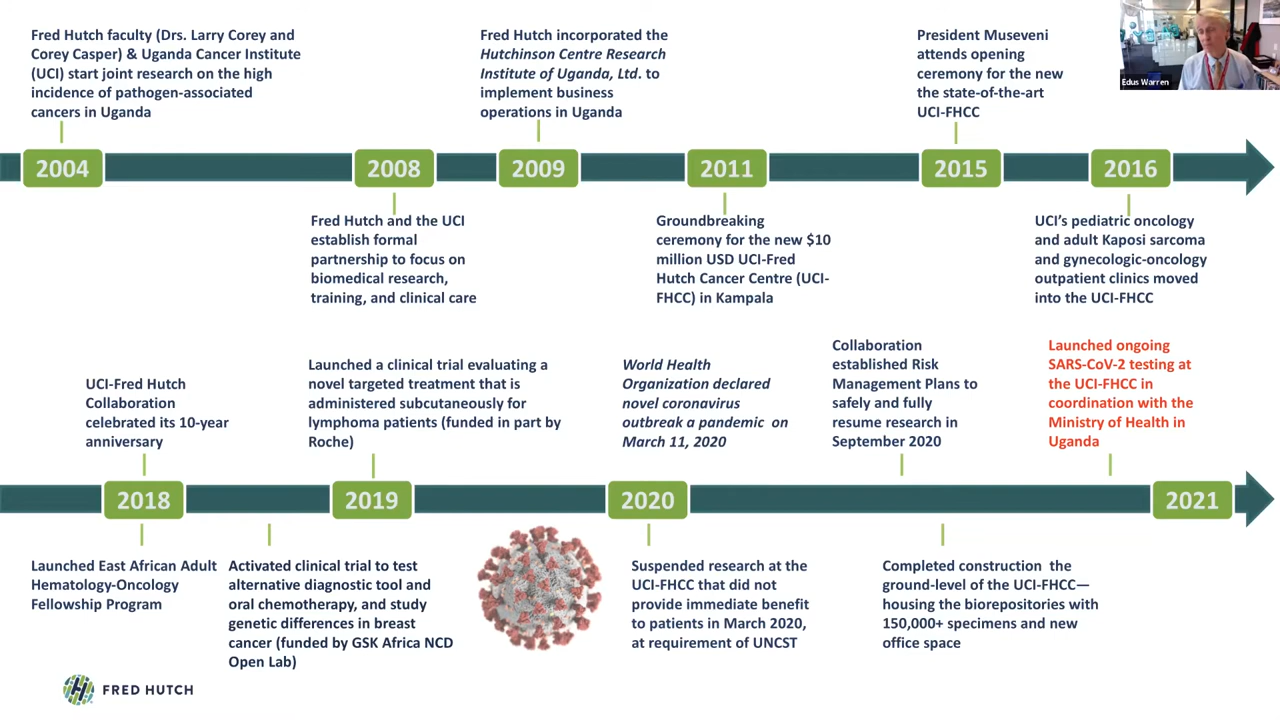 Fred Hutch faculty (Drs. Larry Corey and
Corey Casper) & Uganda Cancer Institute
(UCI) start joint research on the high
incidence of pathogen-associated
cancers in Uganda
Fred Hutch incorporated the
Hutchinson Centre Research
Institute of Uganda, Ltd. to
implement business
operations in Uganda
President Museveni
attends opening
ceremony for the new
the state-of-the-art
UCI-FHCC
Edus Warren
2004
2008
2009
2011
2015
2016
Fred Hutch and the UCI
establish formal
partnership to focus on
biomedical research,
training, and clinical care
Groundbreaking
ceremony for the new $10
million USD UCI-Fred
Hutch Cancer Centre (UCI-
FHCC) in Kampala
UCI's pediatric oncology
and adult Kaposi sarcoma
and gynecologic-oncology
outpatient clinics moved
into the UCI-FHCC
UCI-Fred Hutch
Collaboration
celebrated its 10-year
anniversary
Launched a clinical trial evaluating a
novel targeted treatment that is
administered subcutaneously for
lymphoma patients (funded in part by
Roche)
World Health
Organization declared
novel coronavirus
outbreak a pandemic on
March 11, 2020
Collaboration
established Risk
Management Plans to
safely and fully
resume research in
September 2020
Launched ongoing
SARS-CoV-2 testing at
the UCI-FHCC in
coordination with the
Ministry of Health in
Uganda
2018
2019
2020
2021
Launched East African Adult
Hematology-Oncology
Fellowship Program
Activated clinical trial to test
alternative diagnostic tool and
oral chemotherapy, and study
genetic differences in breast
cancer (funded by GSK Africa NCD
Open Lab)
Suspended research at the
UCI-FHCC that did not
provide immediate benefit
to patients in March 2020,
at requirement of UNCST
Completed construction the
ground-level of the UCI-FHCC—
housing the biorepositories with
150,000+ specimens and new
office space
FRED HUTCH